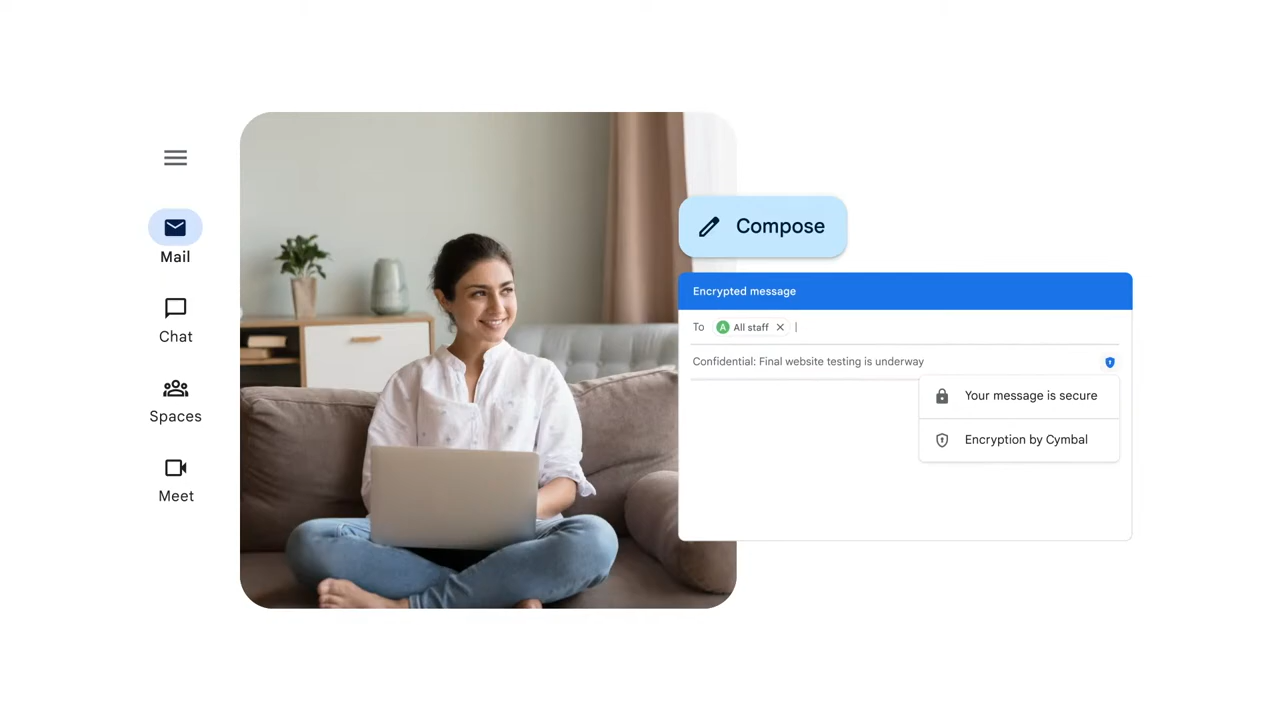 Mail
Chat
Spaces
Meet
Compose
Encrypted message
To A All staff
Confidential: Final website testing is underway
Your message is secure
Encryption by Cymbal